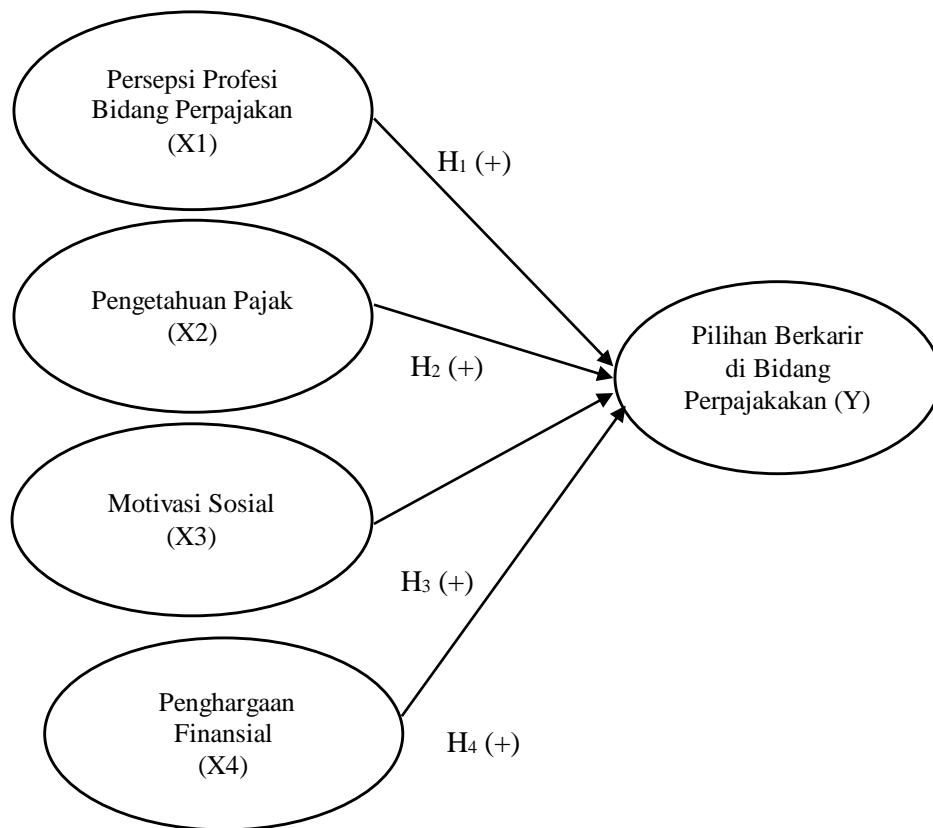 Persepsi Profesi
Bidang Perpajakan
(X1)
H₁ (+)
Pengetahuan Pajak
(X2)
H₂ (+)
Pilihan Berkarir
di Bidang
Perpajakakan (Y)
Motivasi Sosial
(X3)
H₃ (+)
Penghargaan
Finansial
(X4)
H₄ (+)